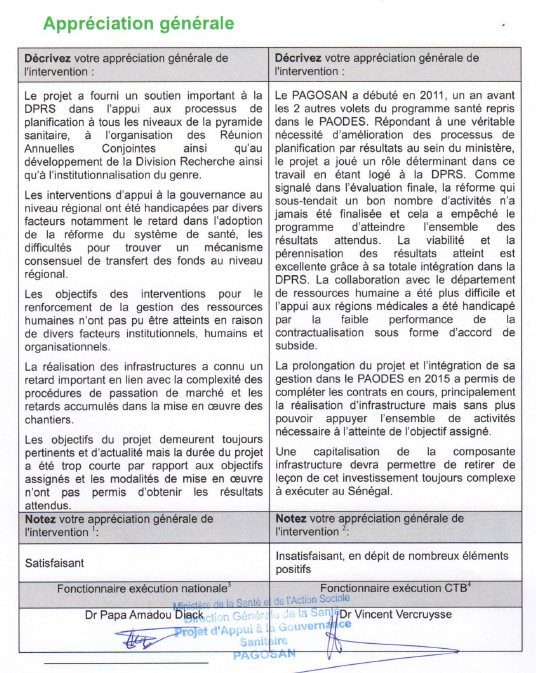 Appréciation générale
Décrivez votre appréciation générale de
l'intervention :
Le projet a fourni un soutien important à la
DPRS dans l'appui aux processus de
planification à tous les niveaux de la pyramide
sanitaire, à l'organisation des Réunion
Annuelles Conjointes ainsi qu'au
développement de la Division Recherche ainsi
qu'à l'institutionnalisation du genre.
Les interventions d'appui à la gouvernance au
niveau régional ont été handicapées par divers
facteurs notamment le retard dans l'adoption
de la réforme du système de santé, les
difficultés pour trouver un mécanisme
consensuel de transfert des fonds au niveau
régional.
Les objectifs des interventions pour le
renforcement de la gestion des ressources
humaines n'ont pas pu être atteints en raison
de divers facteurs institutionnels, humains et
organisationnels.
La réalisation des infrastructures a connu un
retard important en lien avec la complexité des
procédures de passation de marché et les
retards accumulés dans la mise en œuvre des
chantiers.
Les objectifs du projet demeurent toujours
pertinents et d'actualité mais la durée du projet
a été trop courte par rapport aux objectifs
assignés et les modalités de mise en œuvre
n'ont pas permis d'obtenir les résultats
attendus.
Décrivez votre appréciation générale de
l'intervention :
Le PAGOSAN a débuté en 2011, un an avant
les 2 autres volets du programme santé repris
dans le PAODES. Répondant à une véritable
nécessité d'amélioration des processus de
planification par résultats au sein du ministère,
le projet a joué un rôle déterminant dans ce
travail en étant logé à la DPRS. Comme
signalé dans l'évaluation finale, la réforme qui
sous-tendait un bon nombre d'activités n'a
jamais été finalisée et cela a empêché le
programme d'atteindre l'ensemble des
résultats attendus. La viabilité et la
pérennisation des résultats atteint est
excellente grâce à sa totale intégration dans la
DPRS. La collaboration avec le département
de ressources humaine a été plus difficile et
l'appui aux régions médicales a été handicapé
par la faible performance de la
contractualisation sous forme d'accord de
subside.
La prolongation du projet et l'intégration de sa
gestion dans le PAODES en 2015 a permis de
compléter les contrats en cours, principalement
la réalisation d'infrastructure mais sans plus
pouvoir appuyer l'ensemble de activités
nécessaire à l'atteinte de l'objectif assigné.
Une capitalisation de la composante
infrastructure devra permettre de retirer de
leçon de cet investissement toujours complexe
à exécuter au Sénégal.
Notez votre appréciation générale de
l'intervention 1:
Notez votre appréciation générale de
l'intervention 2:
Satisfaisant
Insatisfaisant, en dépit de nombreux éléments
positifs
Fonctionnaire exécution nationale3
Fonctionnaire exécution CTB4
Dr Papa Amadou Diack
Dr Vincent Vercruysse
Ministère de la Santé et de l'Action Sociale
Direction Générale de la Santé
Projet d'Appui à la Gouvernance
Sanitaire
PAGOSAN